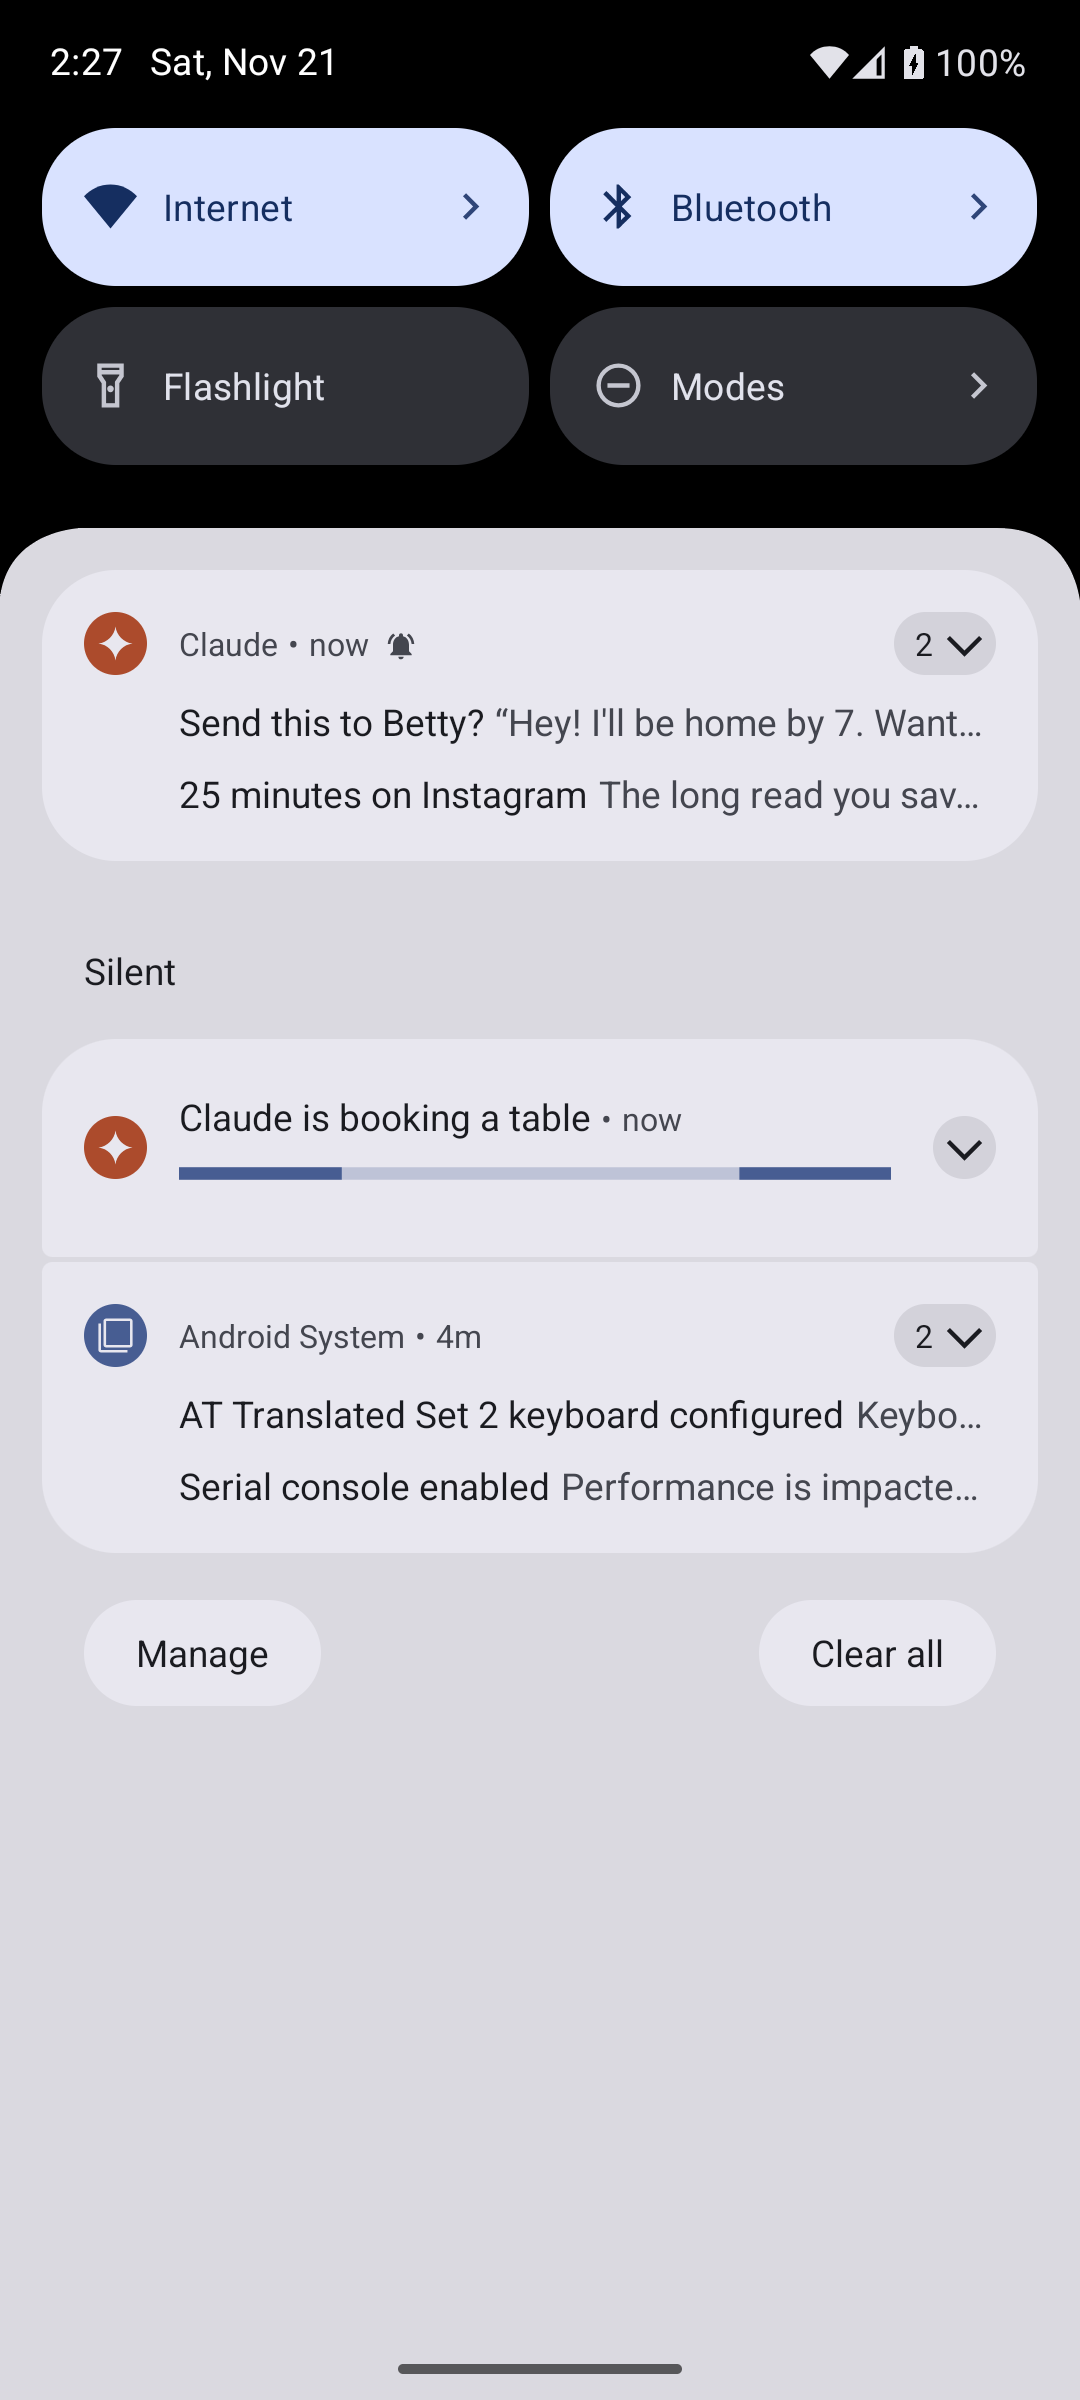 2:27 Sat, Nov 21 100%
Internet Bluetooth
Flashlight Modes
Claude • now 2
Send this to Betty? “Hey! I'll be home by 7. Want…
25 minutes on Instagram The long read you sav…
Silent
Claude is booking a table • now
Android System • 4m 2
AT Translated Set 2 keyboard configured Keybo…
Serial console enabled Performance is impacte…
Manage Clear all